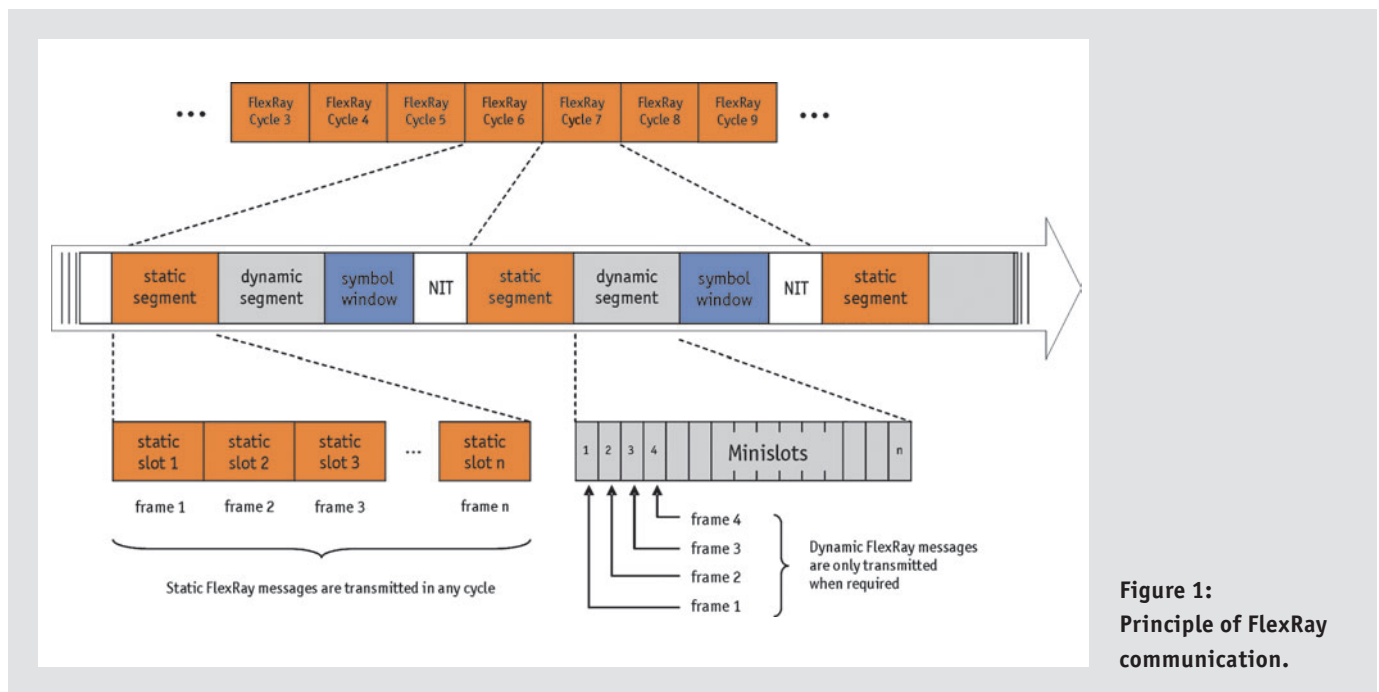 ... FlexRay Cycle 3 FlexRay Cycle 4 FlexRay Cycle 5 FlexRay Cycle 6 FlexRay Cycle 7 FlexRay Cycle 8 FlexRay Cycle 9 ...
static segment dynamic segment symbol window NIT static segment dynamic segment symbol window NIT static segment
static slot 1 static slot 2 static slot 3 ... static slot n
frame 1 frame 2 frame 3 frame n
Static FlexRay messages are transmitted in any cycle
1 2 3 4 Minislots n
frame 4
frame 3
frame 2
frame 1
Dynamic FlexRay messages
are only transmitted
when required
Figure 1:
Principle of FlexRay
communication.